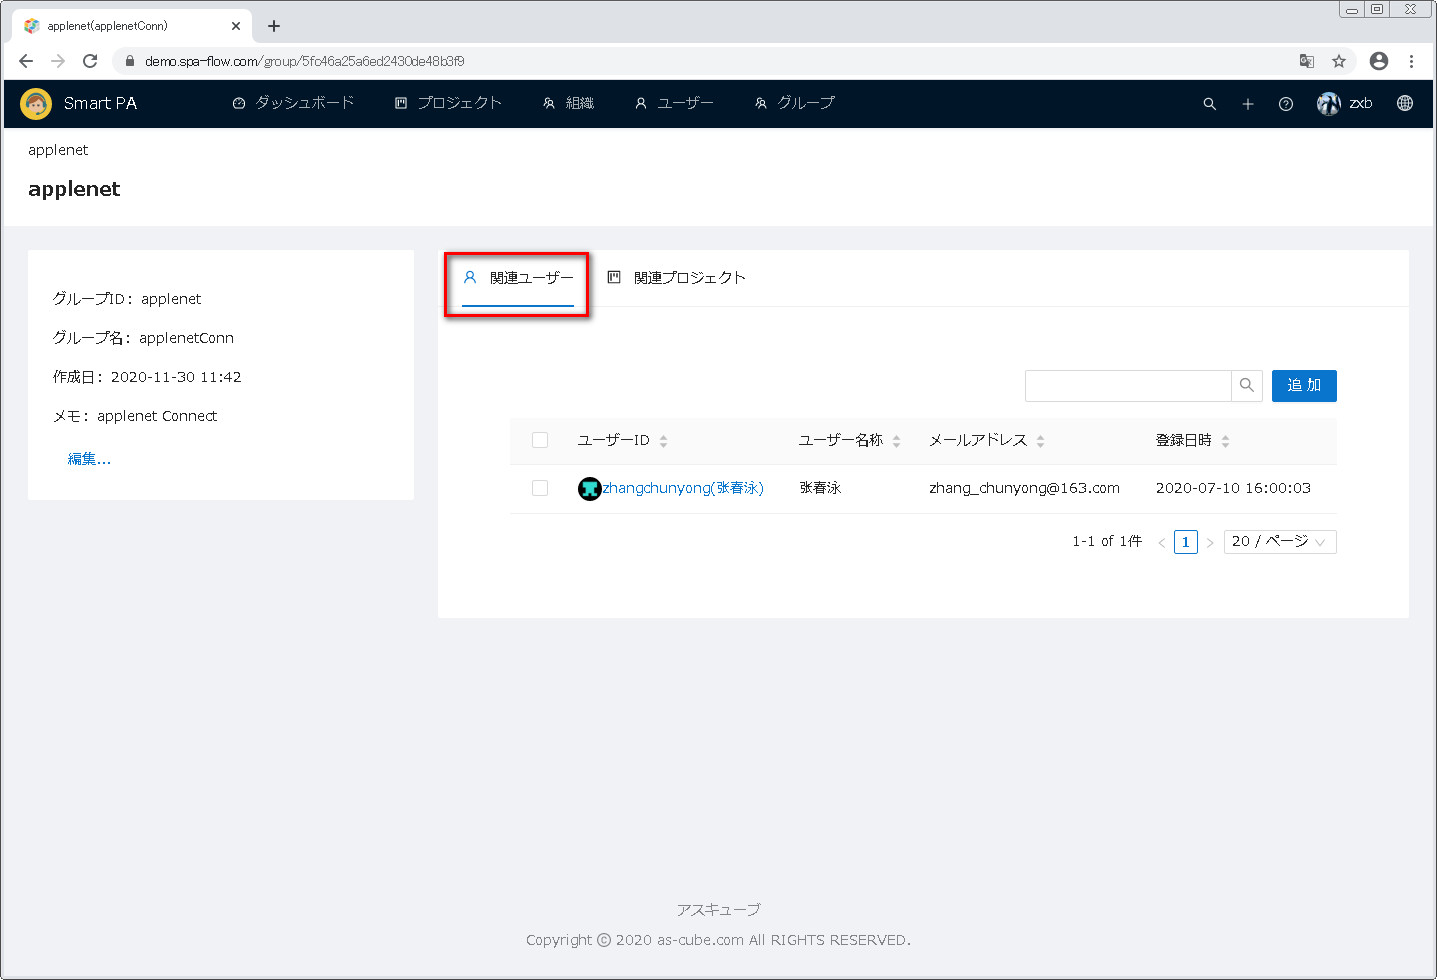 applenet(applenetConn)
demo.spa-flow.com/group/5fc46a25a6ed2430de48b3f9
Smart PA ダッシュボード プロジェクト 組織 ユーザー グループ zxb
applenet
applenet
グループID: applenet
グループ名: applenetConn
作成日: 2020-11-30 11:42
メモ: applenet Connect
編集...
関連ユーザー 関連プロジェクト
追 加
ユーザーID ユーザー名称 メールアドレス 登録日時
zhangchunyong(张春泳) 张春泳 zhang_chunyong@163.com 2020-07-10 16:00:03
1-1 of 1件 < 1 > 20 / ページ
アスキューブ
Copyright © 2020 as-cube.com All RIGHTS RESERVED.